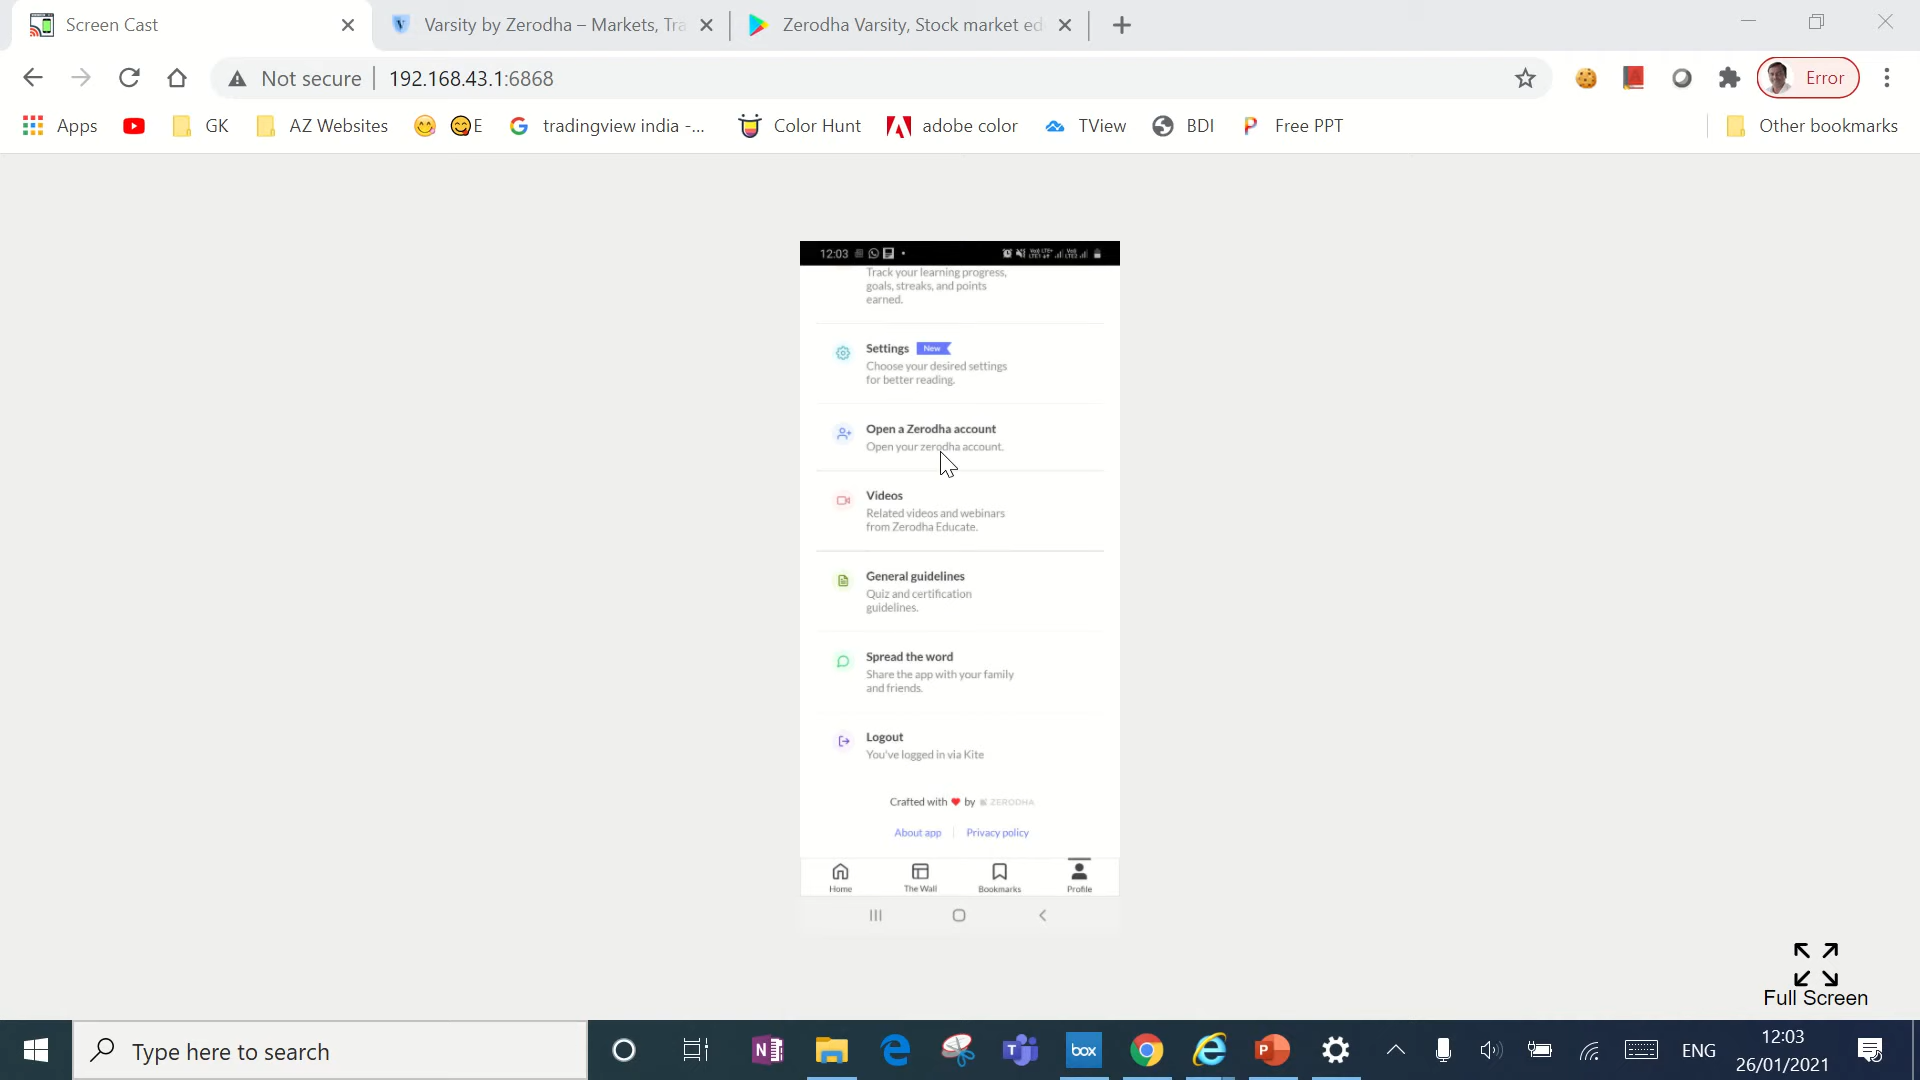 Screen Cast
Varsity by Zerodha – Markets, Tra
Zerodha Varsity, Stock market ed
Not secure
192.168.43.1:6868
Error
Apps
GK
AZ Websites
E
tradingview india -...
Color Hunt
adobe color
TView
BDI
Free PPT
Other bookmarks
12:03
Track your learning progress,
goals, streaks, and points
earned.
Settings New
Choose your desired settings
for better reading.
Open a Zerodha account
Open your zerodha account.
Videos
Related videos and webinars
from Zerodha Educate.
General guidelines
Quiz and certification
guidelines.
Spread the word
Share the app with your family
and friends.
Logout
You've logged in via Kite
Crafted with ❤ by ZERODHA
About app
Privacy policy
Home
The Wall
Bookmarks
Profile
Full Screen
Type here to search
box
ENG
12:03
26/01/2021